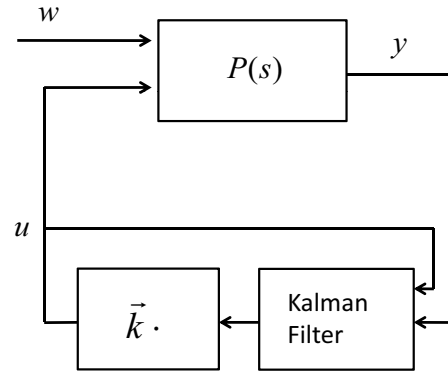 w
y
P(s)
u
k⃗ ·
Kalman
Filter